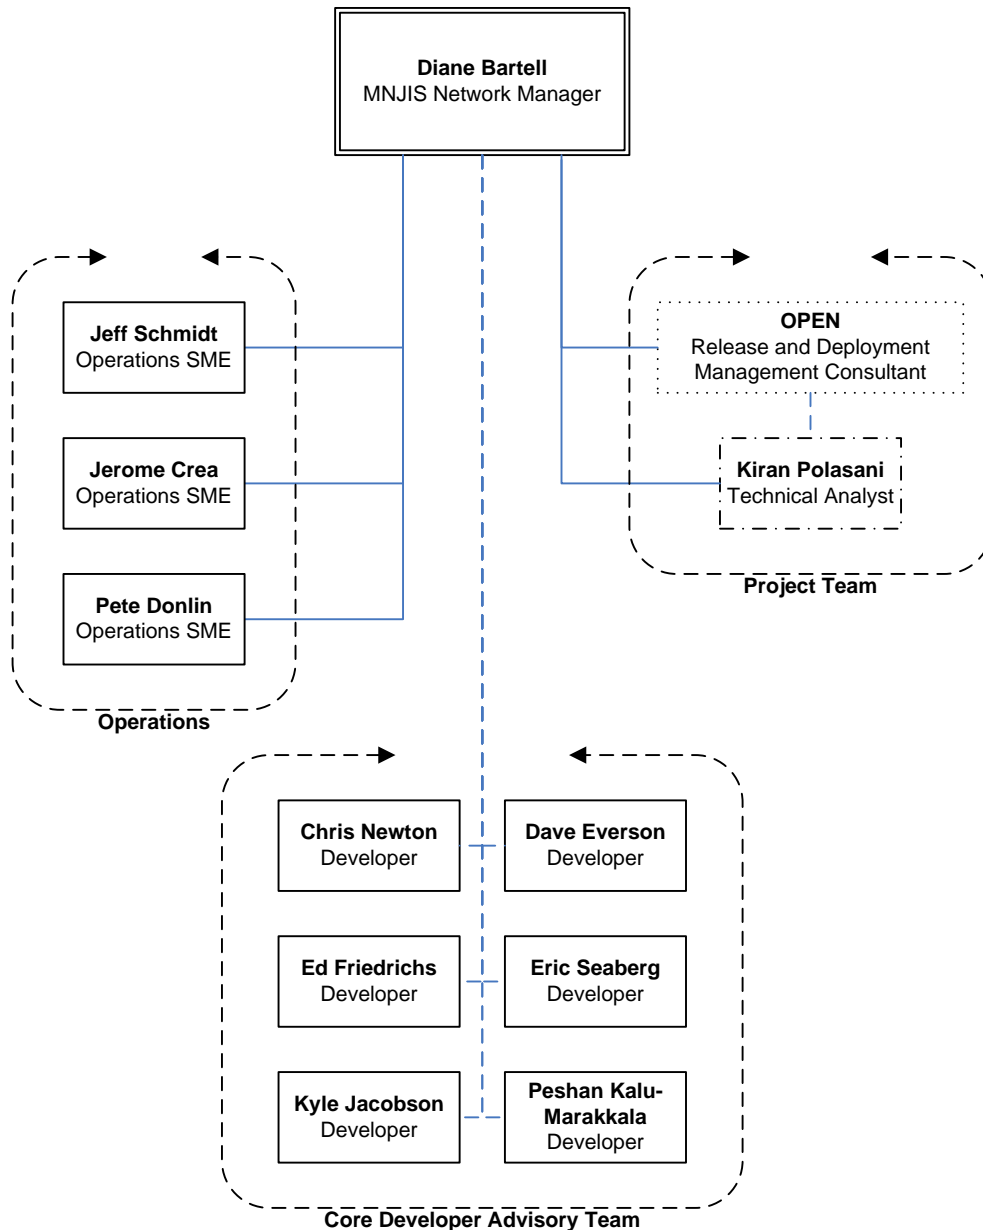 Diane Bartell
MNJIS Network Manager
Jeff Schmidt
Operations SME
Jerome Crea
Operations SME
Pete Donlin
Operations SME
Operations
OPEN
Release and Deployment
Management Consultant
Kiran Polasani
Technical Analyst
Project Team
Chris Newton
Developer
Dave Everson
Developer
Ed Friedrichs
Developer
Eric Seaberg
Developer
Kyle Jacobson
Developer
Peshan Kalu-
Marakkala
Developer
Core Developer Advisory Team